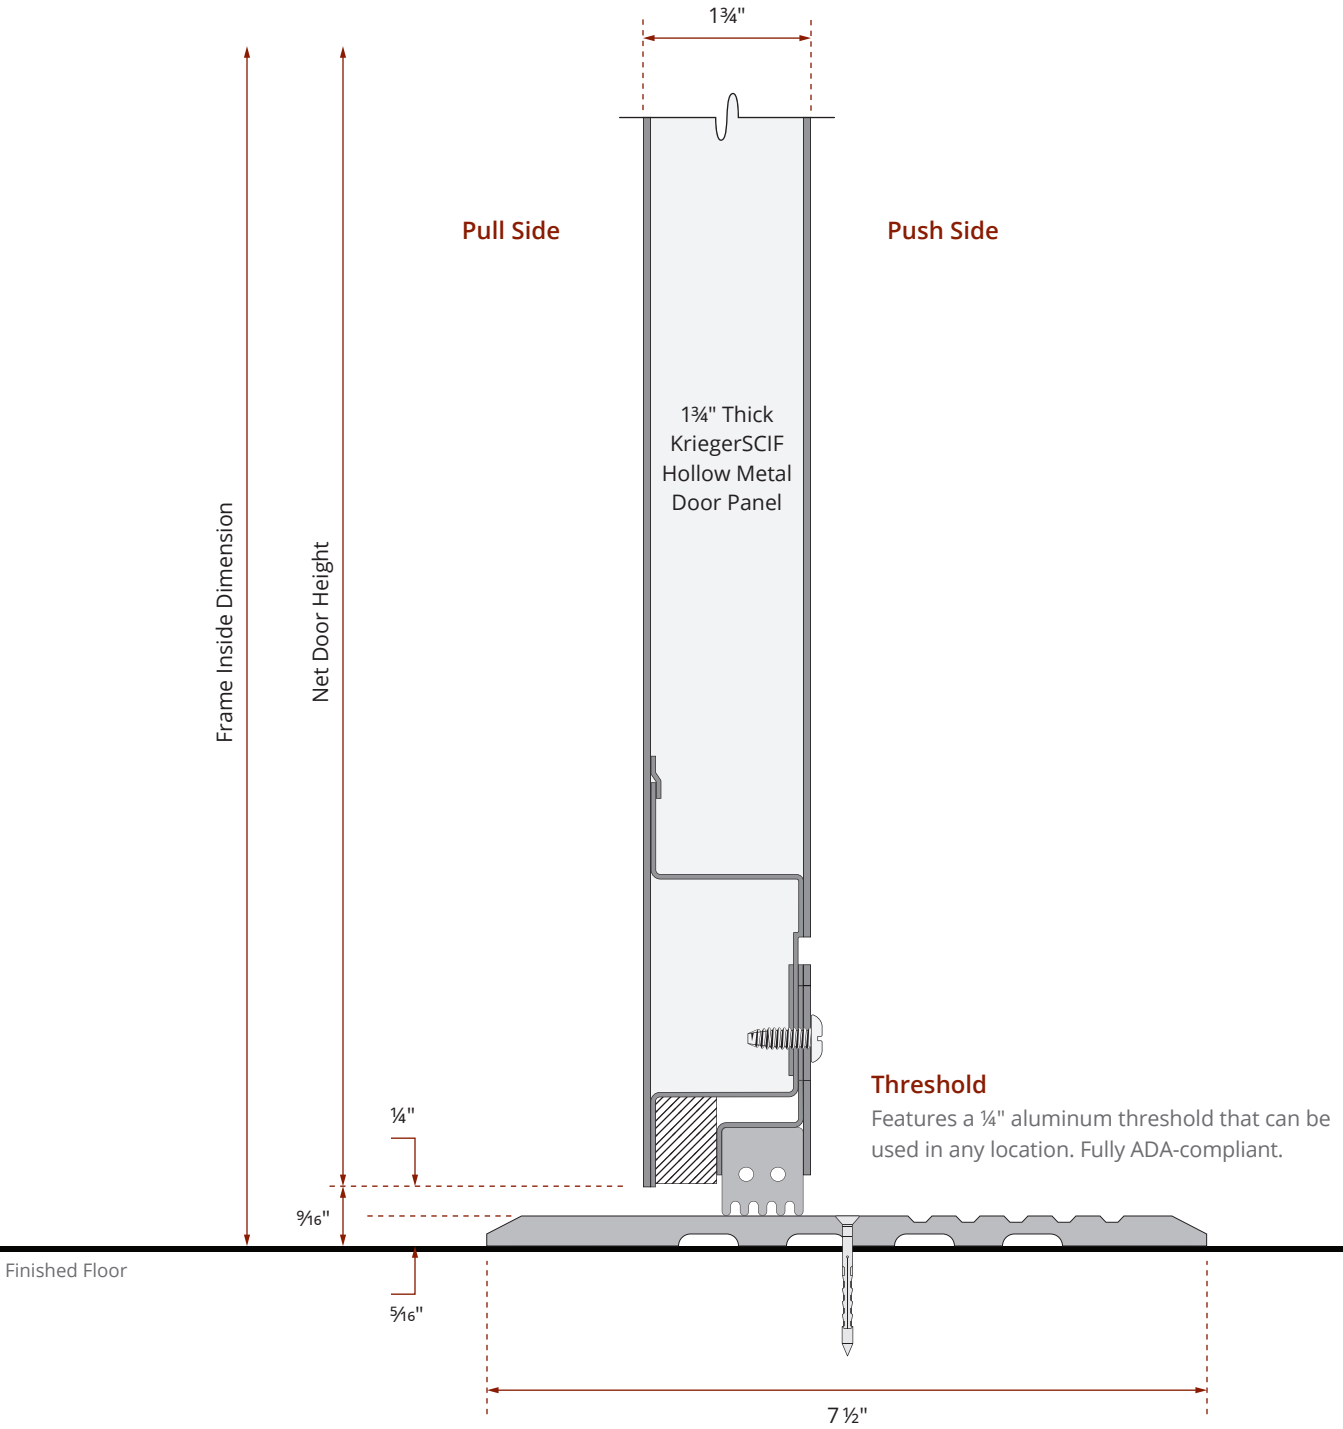 1¾"
Pull Side
Push Side
1¾" Thick
KriegerSCIF
Hollow Metal
Door Panel
Frame Inside Dimension
Net Door Height
Threshold
Features a ¼" aluminum threshold that can be
used in any location. Fully ADA-compliant.
¼"
9⁄16"
Finished Floor
5⁄16"
7 ½"